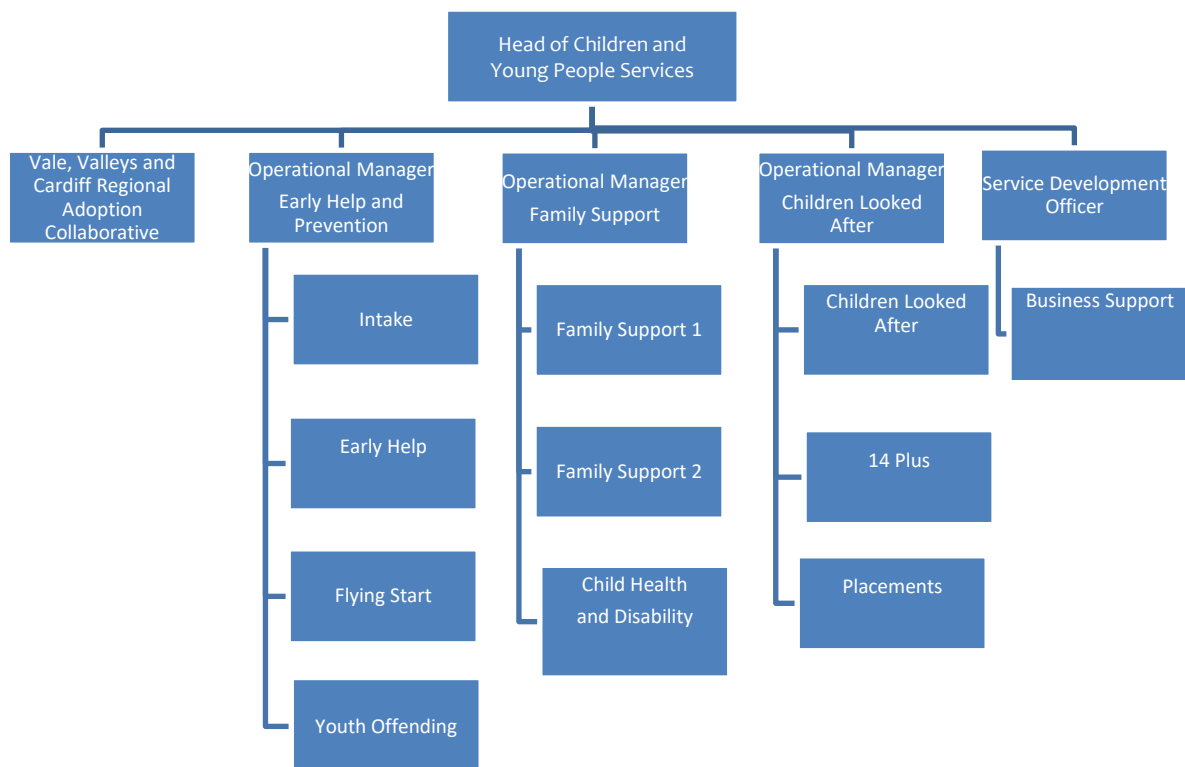 Head of Children and
Young People Services
Vale, Valleys and
Cardiff Regional
Adoption
Collaborative
Operational Manager
Early Help and
Prevention
Operational Manager
Family Support
Operational Manager
Children Looked
After
Service Development
Officer
Intake
Early Help
Flying Start
Youth Offending
Family Support 1
Family Support 2
Child Health
and Disability
Children Looked
After
14 Plus
Placements
Business Support